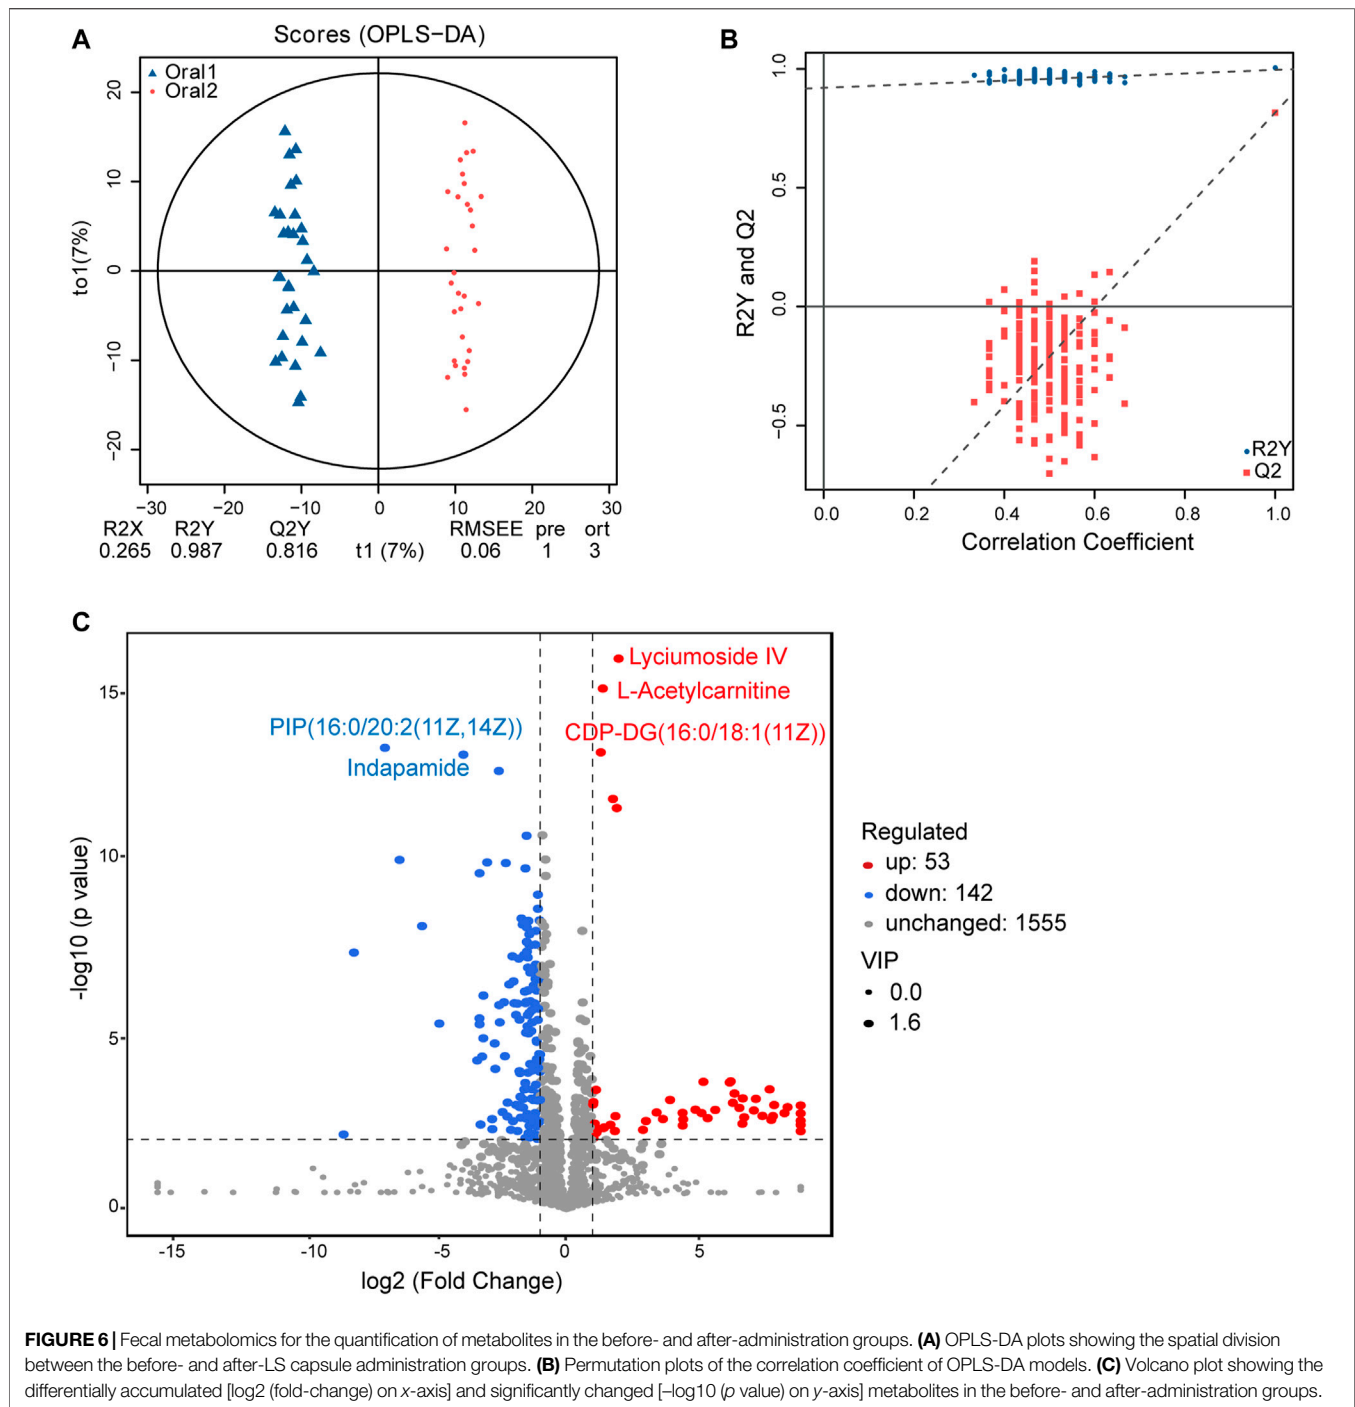 A
Scores (OPLS−DA)
Oral1
Oral2
20
10
0
−10
−20
to1(7%)
−30 −20 −10 0 10 20 30
R2X R2Y Q2Y RMSEE pre ort
0.265 0.987 0.816 t1 (7%) 0.06 1 3
B
1.0
0.5
0.0
−0.5
R2Y and Q2
R2Y
Q2
0.0 0.2 0.4 0.6 0.8 1.0
Correlation Coefficient
C
Lyciumoside IV
L-Acetylcarnitine
PIP(16:0/20:2(11Z,14Z))
CDP-DG(16:0/18:1(11Z))
Indapamide
15
10
5
0
-log10 (p value)
-15 -10 -5 0 5
log2 (Fold Change)
Regulated
up: 53
down: 142
unchanged: 1555
VIP
0.0
1.6
FIGURE 6 | Fecal metabolomics for the quantification of metabolites in the before- and after-administration groups. (A) OPLS-DA plots showing the spatial division
between the before- and after-LS capsule administration groups. (B) Permutation plots of the correlation coefficient of OPLS-DA models. (C) Volcano plot showing the
differentially accumulated [log2 (fold-change) on x-axis] and significantly changed [–log10 (p value) on y-axis] metabolites in the before- and after-administration groups.